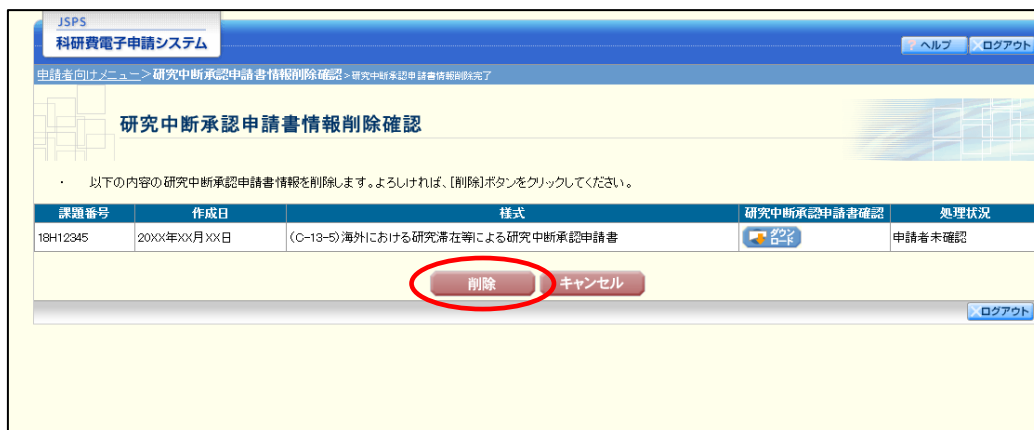 JSPS
科研費電子申請システム
? ヘルプ
×ログアウト
申請者向けメニュー>研究中断承認申請書情報削除確認>研究中断承認申請書情報削除完了
研究中断承認申請書情報削除確認
・ 以下の内容の研究中断承認申請書情報を削除します。よろしければ、[削除]ボタンをクリックしてください。
課題番号 作成日 様式 研究中断承認申請書確認 処理状況
18H12345 20XX年XX月XX日 (C-13-5)海外における研究滞在等による研究中断承認申請書 ダウンロード 申請者未確認
削除 キャンセル
×ログアウト